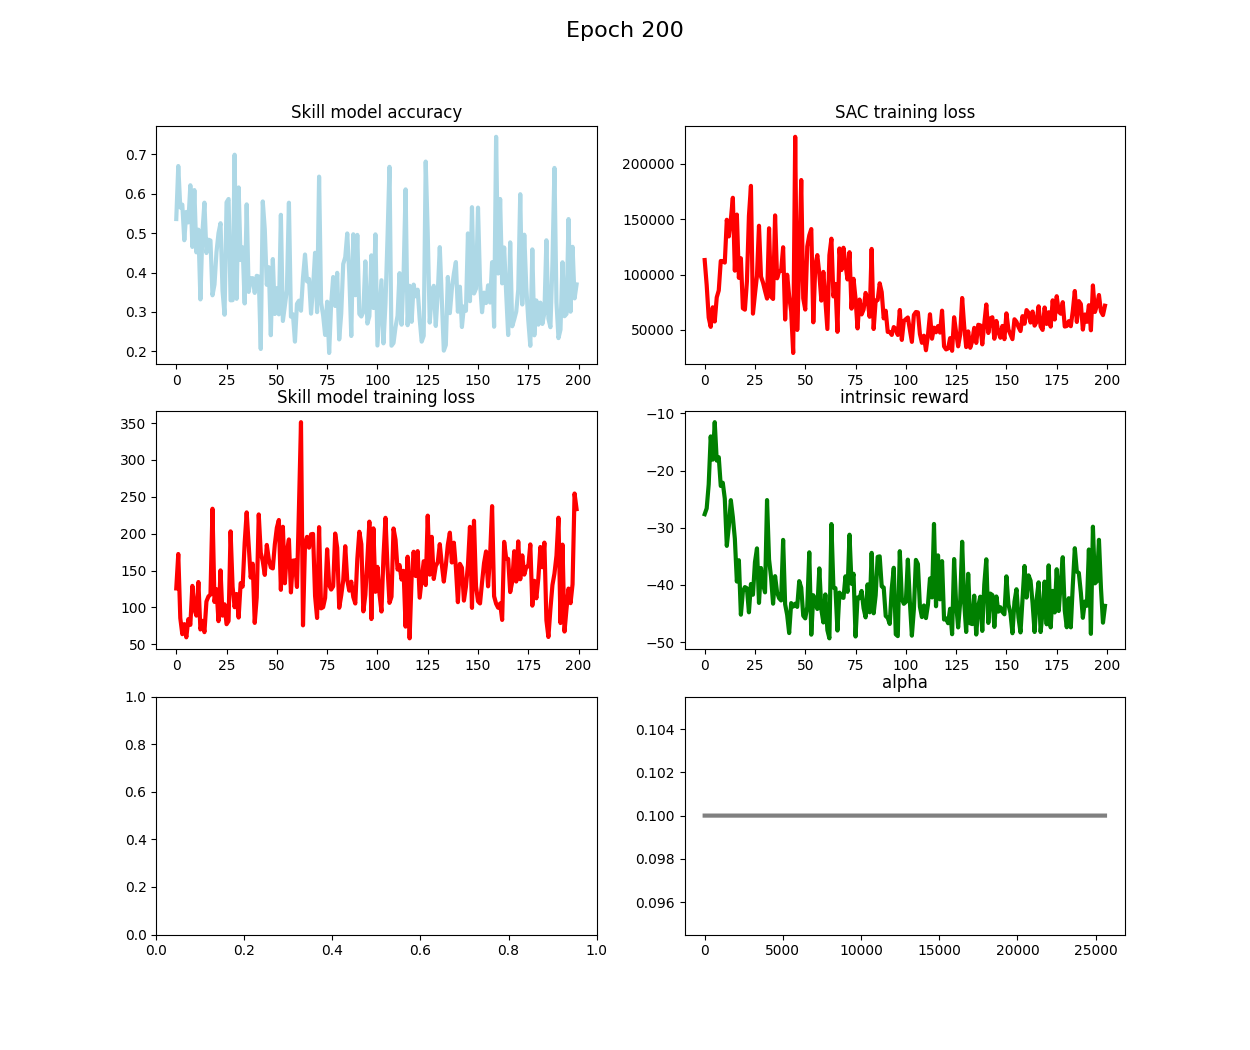 Epoch 200
Skill model accuracy
0.7
0.6
0.5
0.4
0.3
0.2
0 25 50 75 100 125 150 175 200
SAC training loss
200000
150000
100000
50000
0 25 50 75 100 125 150 175 200
Skill model training loss
350
300
250
200
150
100
50
0 25 50 75 100 125 150 175 200
intrinsic reward
−10
−20
−30
−40
−50
0 25 50 75 100 125 150 175 200
1.0
0.8
0.6
0.4
0.2
0.0
0.0 0.2 0.4 0.6 0.8 1.0
alpha
0.104
0.102
0.100
0.098
0.096
0 5000 10000 15000 20000 25000